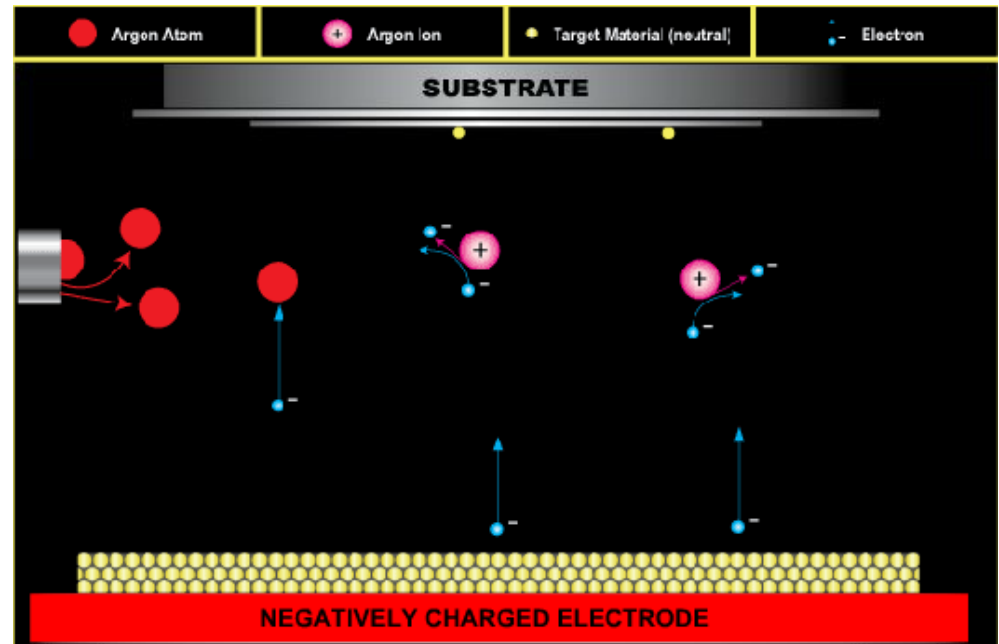 Argon Atom
+ Argon Ion
Target Material (neutral)
- Electron
SUBSTRATE
-
+
-
-
+
-
-
-
-
NEGATIVELY CHARGED ELECTRODE